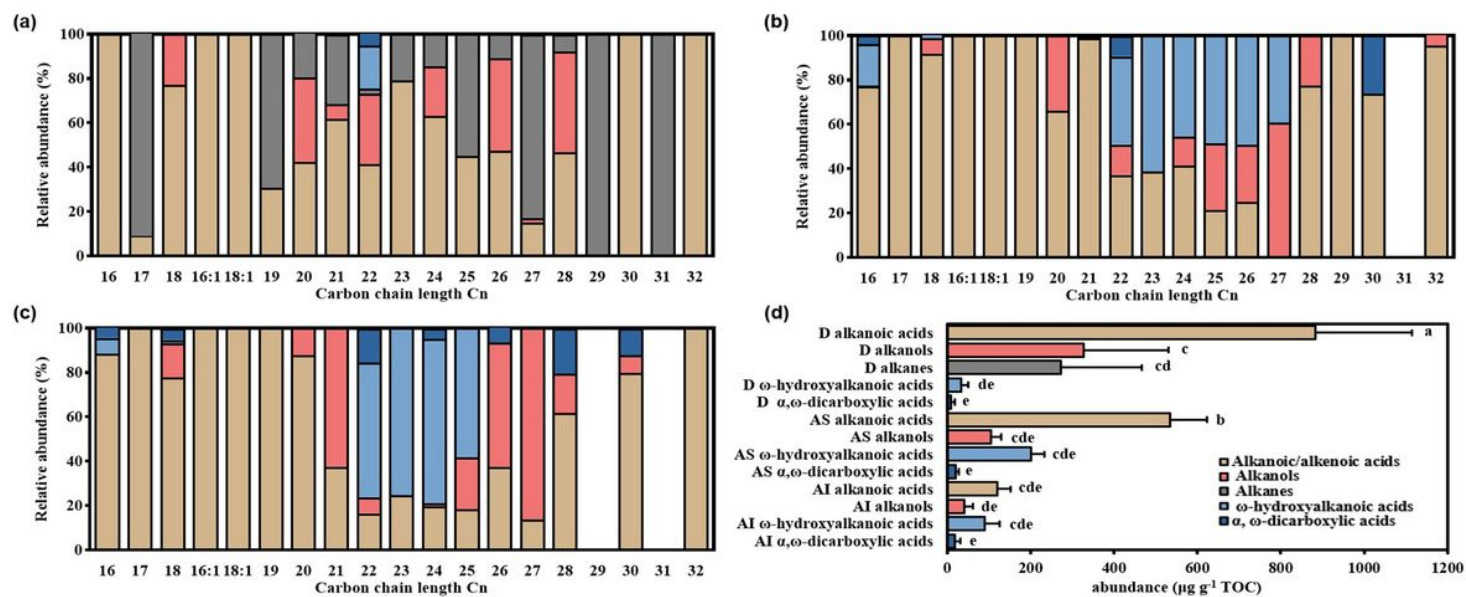 (a)
Relative abundance (%)
100
80
60
40
20
0
16 17 18 16:1 18:1 19 20 21 22 23 24 25 26 27 28 29 30 31 32
Carbon chain length Cn
(b)
Relative abundance (%)
100
80
60
40
20
0
16 17 18 16:1 18:1 19 20 21 22 23 24 25 26 27 28 29 30 31 32
Carbon chain length Cn
(c)
Relative abundance (%)
100
80
60
40
20
0
16 17 18 16:1 18:1 19 20 21 22 23 24 25 26 27 28 29 30 31 32
Carbon chain length Cn
(d)
D alkanoic acids a
D alkanols c
D alkanes cd
D ω-hydroxyalkanoic acids de
D α,ω-dicarboxylic acids e
AS alkanoic acids b
AS alkanols cde
AS ω-hydroxyalkanoic acids cde
AS α,ω-dicarboxylic acids e
AI alkanoic acids cde
AI alkanols de
AI ω-hydroxyalkanoic acids cde
AI α,ω-dicarboxylic acids e
Alkanoic/alkenoic acids
Alkanols
Alkanes
ω-hydroxyalkanoic acids
α, ω-dicarboxylic acids
0 200 400 600 800 1000 1200
abundance (µg g⁻¹ TOC)